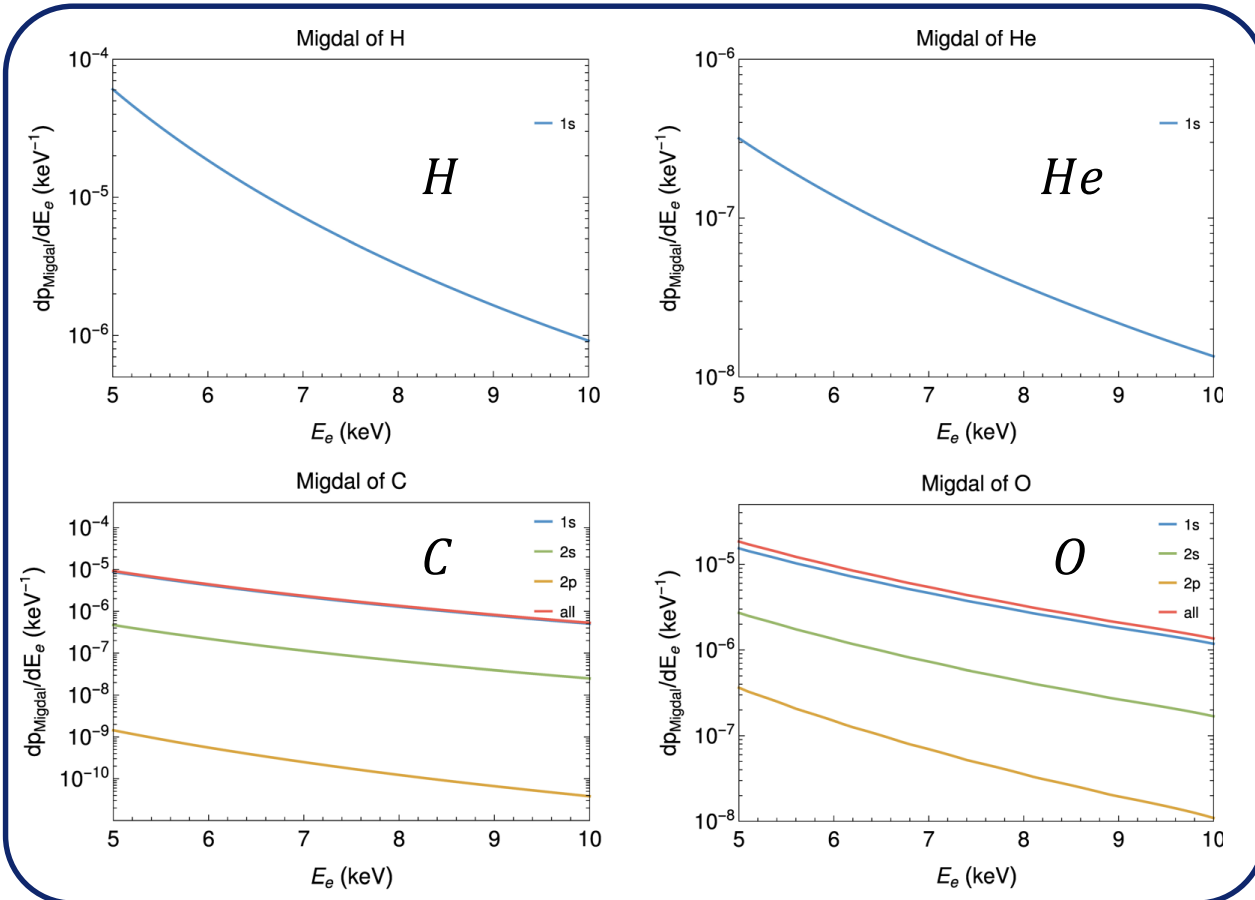 Migdal of H
dp_Migdal/dE_e (keV⁻¹)
10⁻⁴
10⁻⁵
10⁻⁶
1s
H
5 6 7 8 9 10
E_e (keV)
Migdal of He
dp_Migdal/dE_e (keV⁻¹)
10⁻⁶
10⁻⁷
10⁻⁸
1s
He
5 6 7 8 9 10
E_e (keV)
Migdal of C
dp_Migdal/dE_e (keV⁻¹)
10⁻⁴
10⁻⁵
10⁻⁶
10⁻⁷
10⁻⁸
10⁻⁹
10⁻¹⁰
1s
2s
2p
all
C
5 6 7 8 9 10
E_e (keV)
Migdal of O
dp_Migdal/dE_e (keV⁻¹)
10⁻⁵
10⁻⁶
10⁻⁷
10⁻⁸
1s
2s
2p
all
O
5 6 7 8 9 10
E_e (keV)